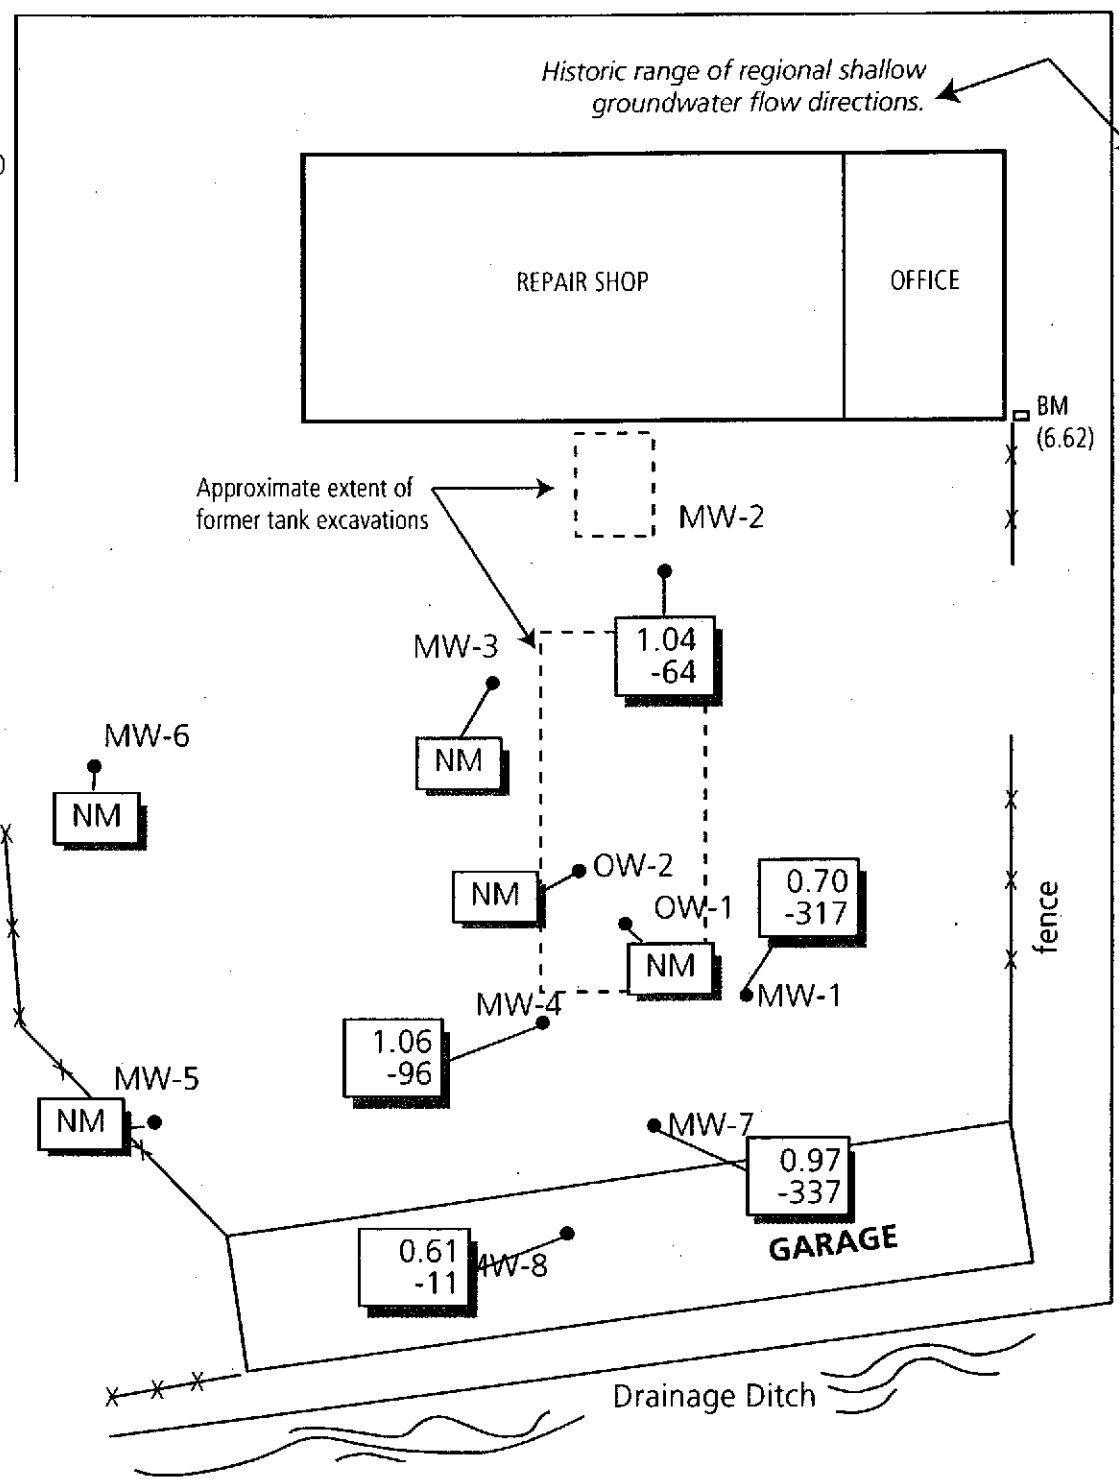 Historic range of regional shallow
groundwater flow directions.
REPAIR SHOP
OFFICE
BM
(6.62)
Approximate extent of
former tank excavations
MW-2
1.04
-64
MW-3
NM
MW-6
NM
OW-2
NM
0.70
-317
OW-1
NM
fence
MW-1
MW-4
1.06
-96
MW-5
NM
MW-7
0.97
-337
GARAGE
0.61
-11
MW-8
Drainage Ditch